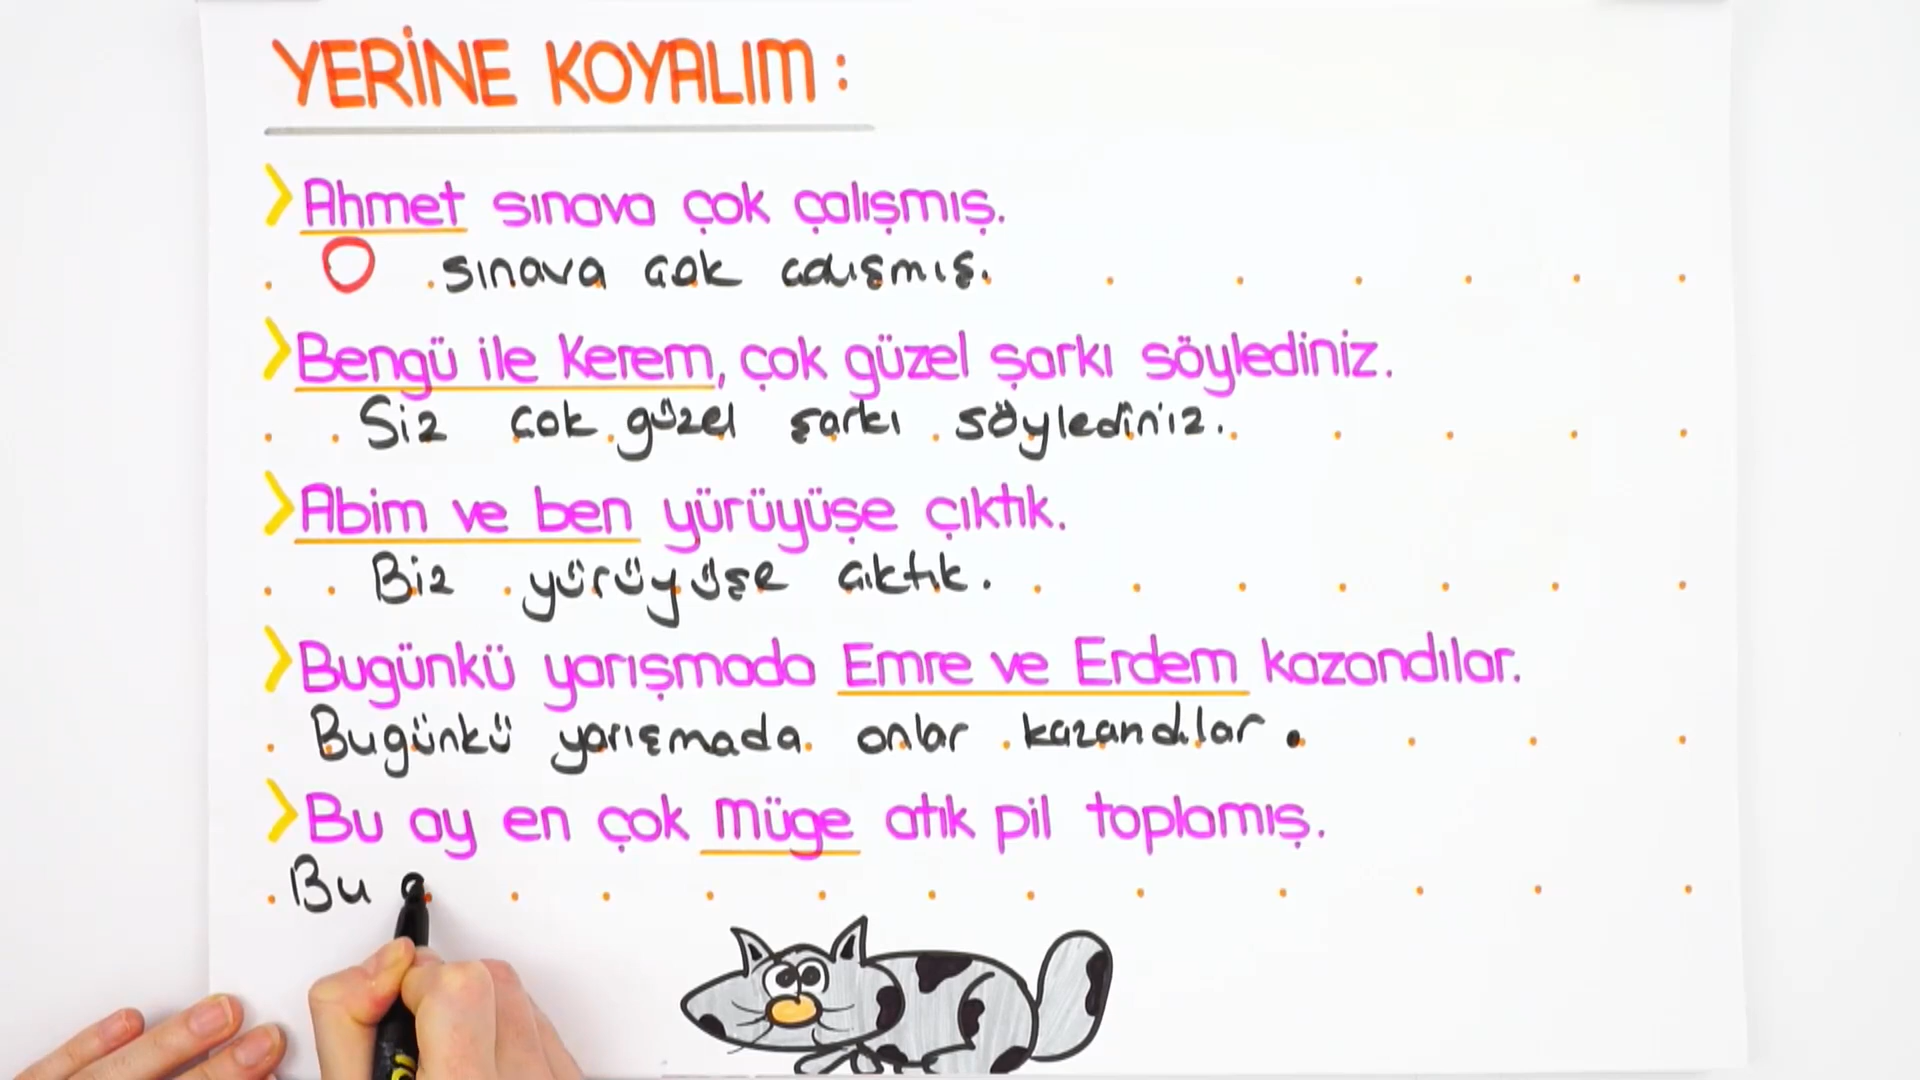 YERİNE KOYALIM :
Ahmet sınava çok çalışmış.
O sınava çok çalışmış.
Bengü ile Kerem, çok güzel şarkı söylediniz.
Siz çok güzel şarkı söylediniz.
Abim ve ben yürüyüşe çıktık.
Biz yürüyüşe çıktık.
Bugünkü yarışmada Emre ve Erdem kazandılar.
Bugünkü yarışmada onlar kazandılar.
Bu ay en çok Müge atık pil toplamış.
Bu